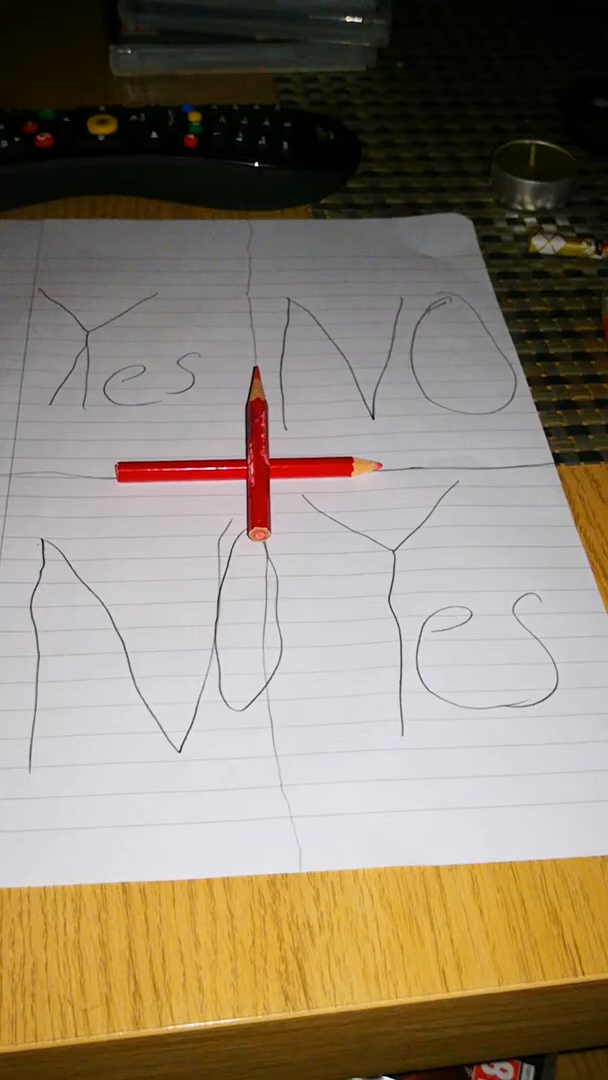 Yes NO
NO Yes